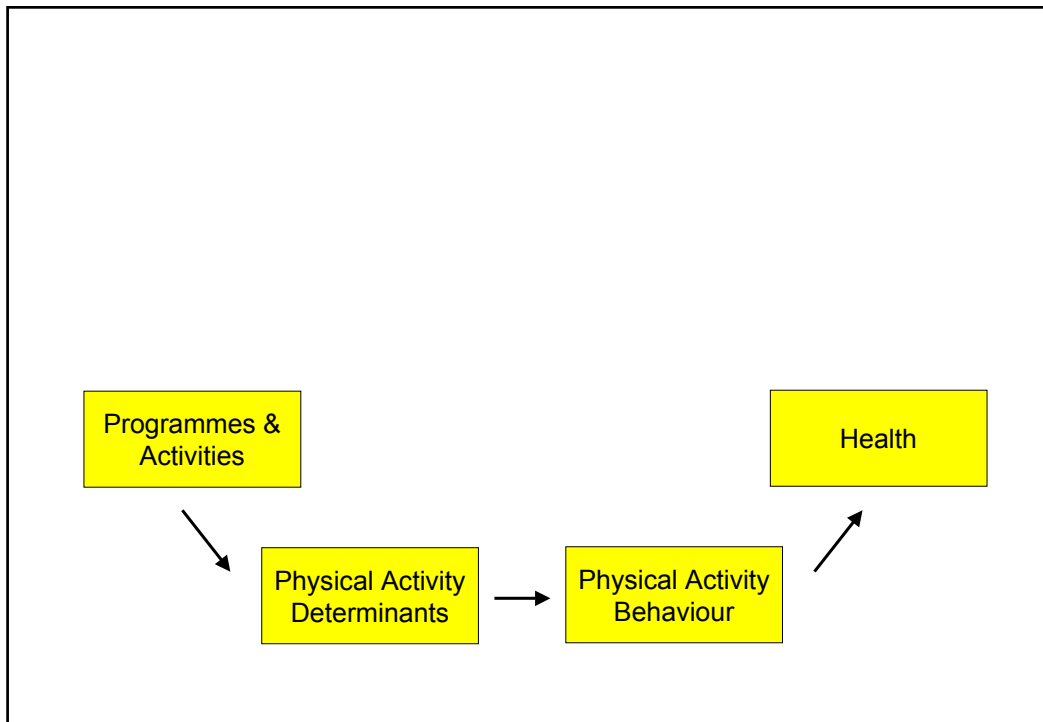 Programmes &
Activities
Health
Physical Activity
Determinants
Physical Activity
Behaviour